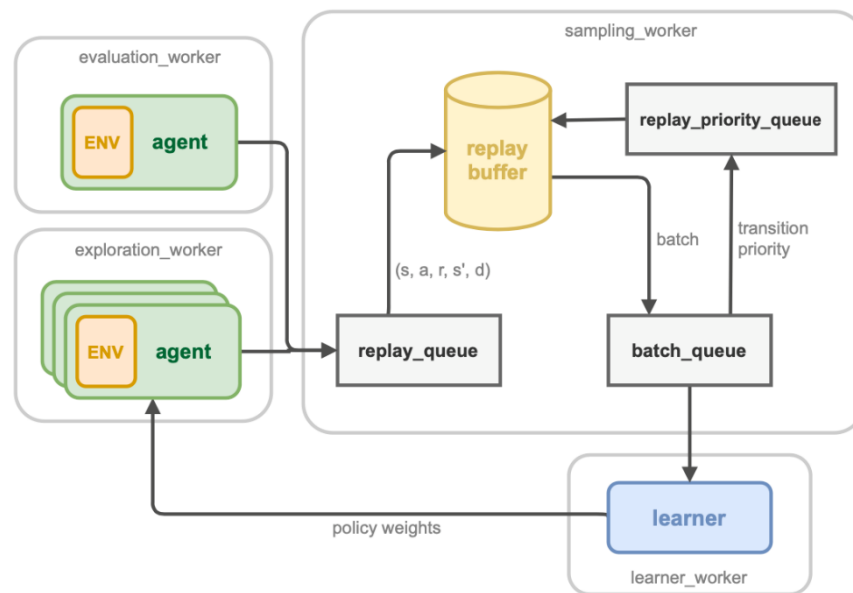 evaluation_worker
ENV
agent
exploration_worker
ENV
agent
sampling_worker
replay
buffer
replay_priority_queue
(s, a, r, s', d)
batch
transition
priority
replay_queue
batch_queue
policy weights
learner
learner_worker